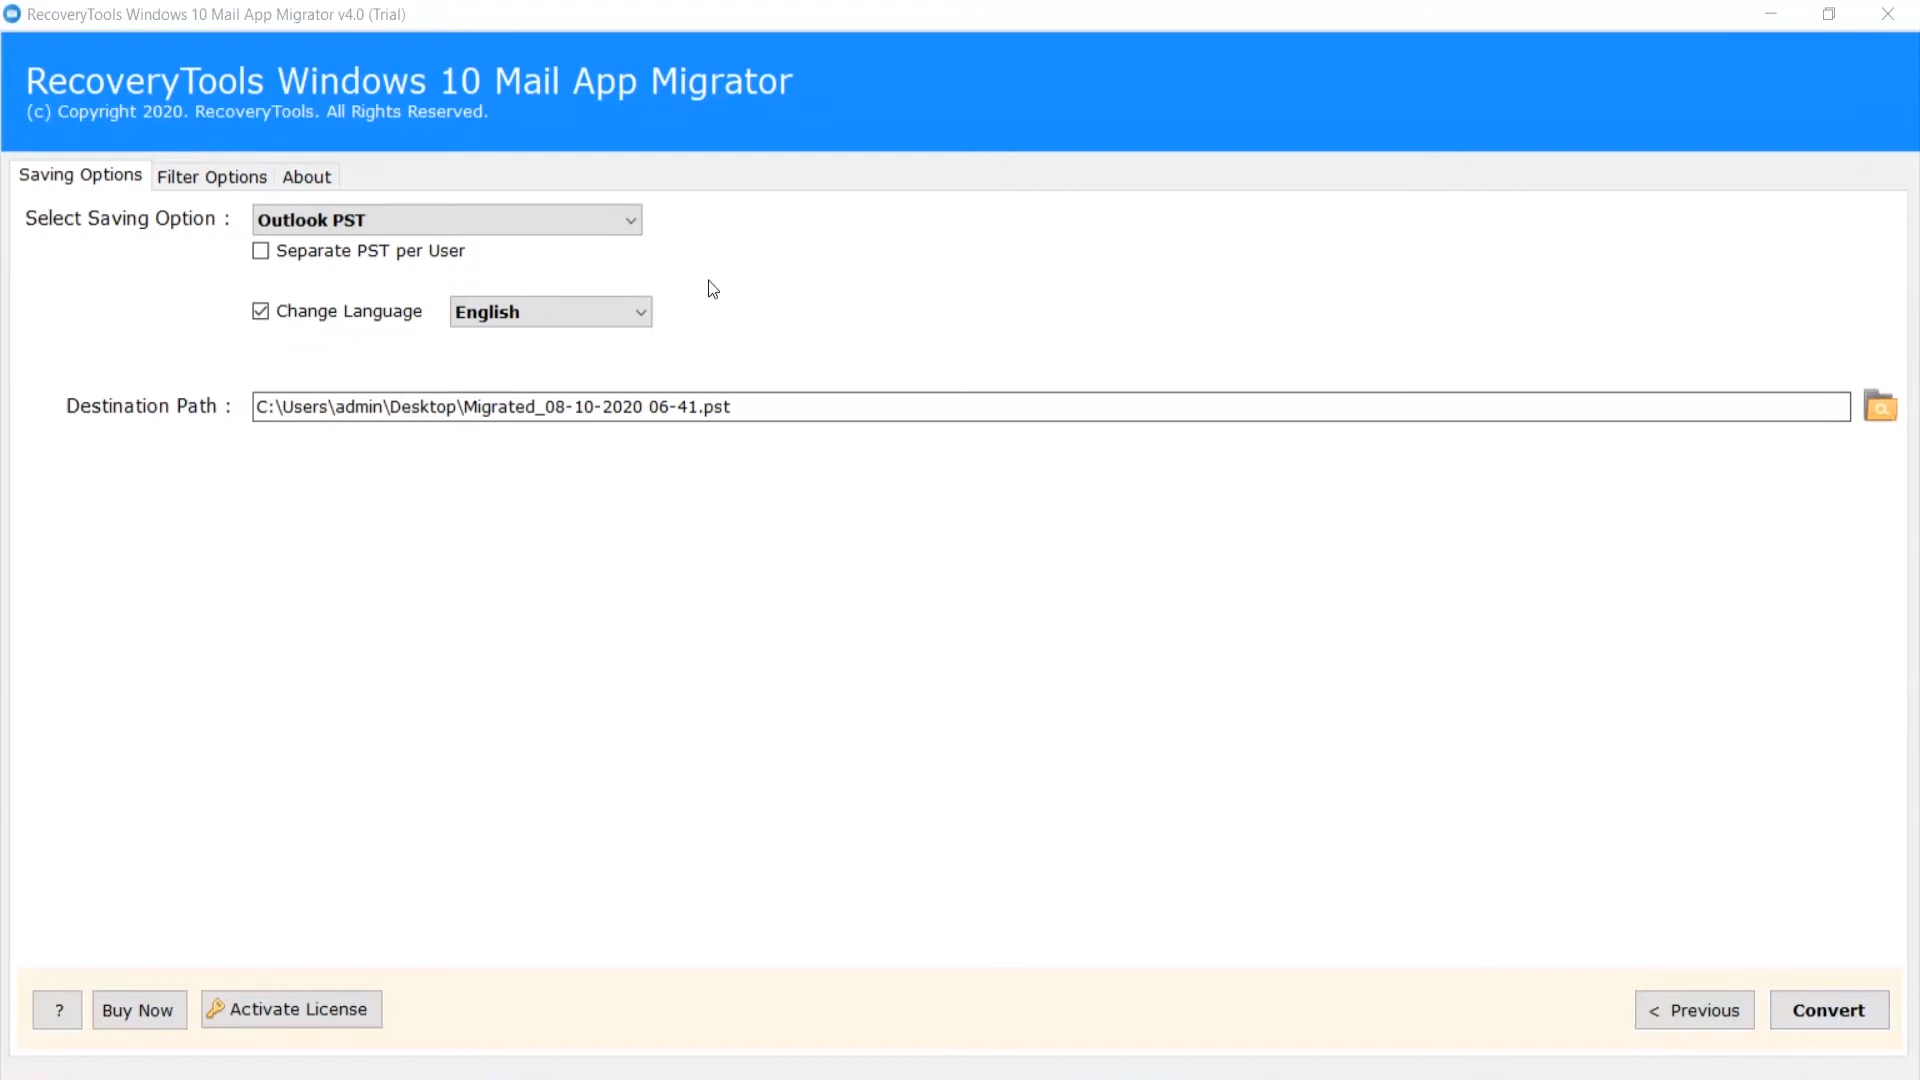 RecoveryTools Windows 10 Mail App Migrator v4.0 (Trial)
RecoveryTools Windows 10 Mail App Migrator
(c) Copyright 2020. RecoveryTools. All Rights Reserved.
Saving Options Filter Options About
Select Saving Option : Outlook PST
Separate PST per User
Change Language English
Destination Path : C:\Users\admin\Desktop\Migrated_08-10-2020 06-41.pst
? Buy Now Activate License < Previous Convert